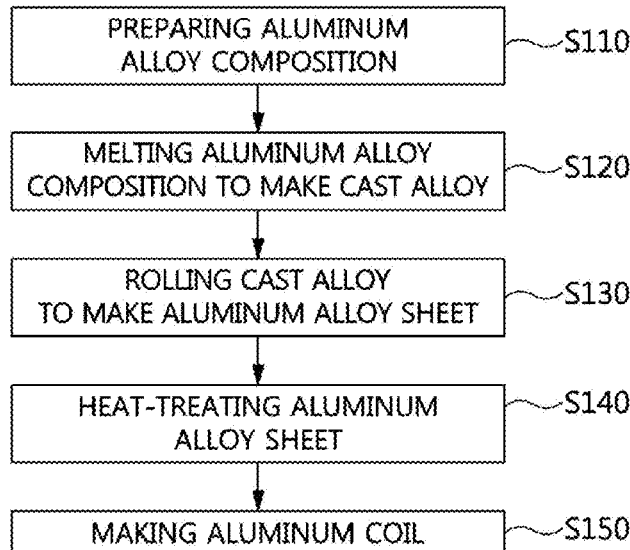 PREPARING ALUMINUM
ALLOY COMPOSITION
S110
MELTING ALUMINUM ALLOY
COMPOSITION TO MAKE CAST ALLOY
S120
ROLLING CAST ALLOY
TO MAKE ALUMINUM ALLOY SHEET
S130
HEAT-TREATING ALUMINUM
ALLOY SHEET
S140
MAKING ALUMINUM COIL
S150